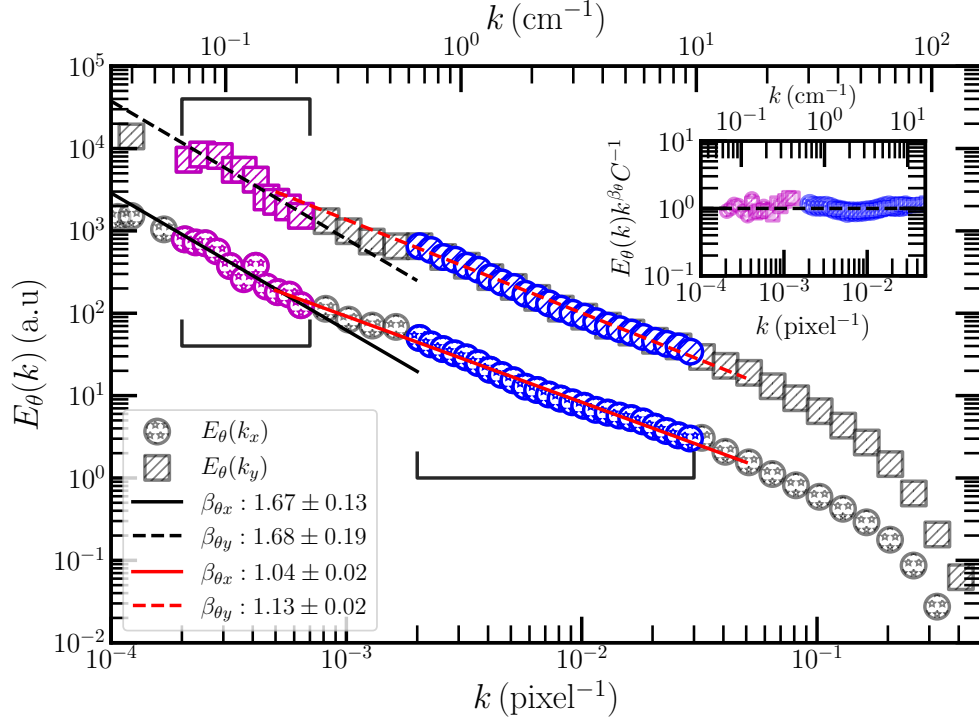 k (cm⁻¹)
10⁻¹ 10⁰ 10¹ 10²
E_θ(k) (a.u)
10⁵
10⁴
10³
10²
10¹
10⁰
10⁻¹
10⁻²
10⁻⁴ 10⁻³ 10⁻² 10⁻¹
k (pixel⁻¹)
E_θ(k_x)
E_θ(k_y)
β_θx : 1.67 ± 0.13
β_θy : 1.68 ± 0.19
β_θx : 1.04 ± 0.02
β_θy : 1.13 ± 0.02
k (cm⁻¹)
10⁻¹ 10⁰ 10¹
E_θ(k)k^{β_θ}C⁻¹
10¹
10⁰
10⁻¹
10⁻⁴ 10⁻³ 10⁻²
k (pixel⁻¹)